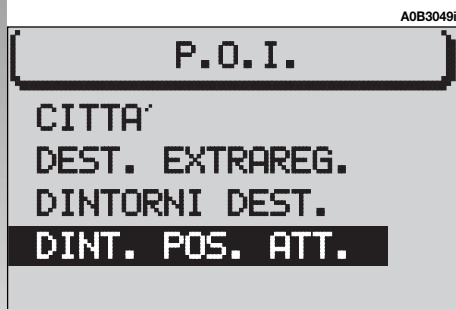 A0B3049i
P.O.I.
CITTA´
DEST. EXTRAREG.
DINTORNI DEST.
DINT. POS. ATT.